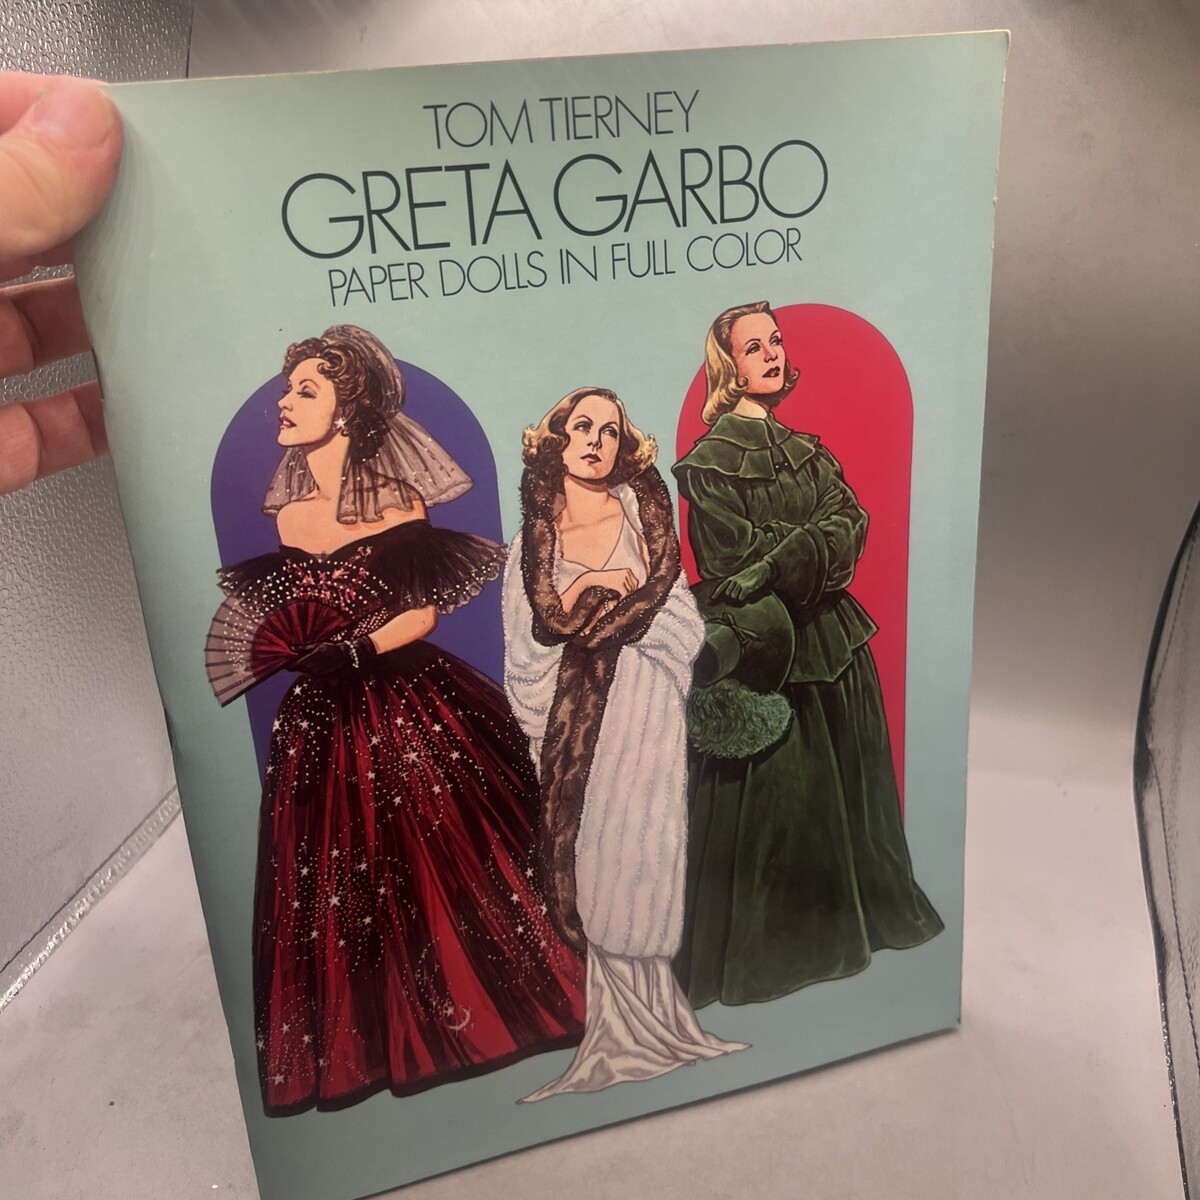 TOM TIERNEY
GRETA GARBO
PAPER DOLLS IN FULL COLOR